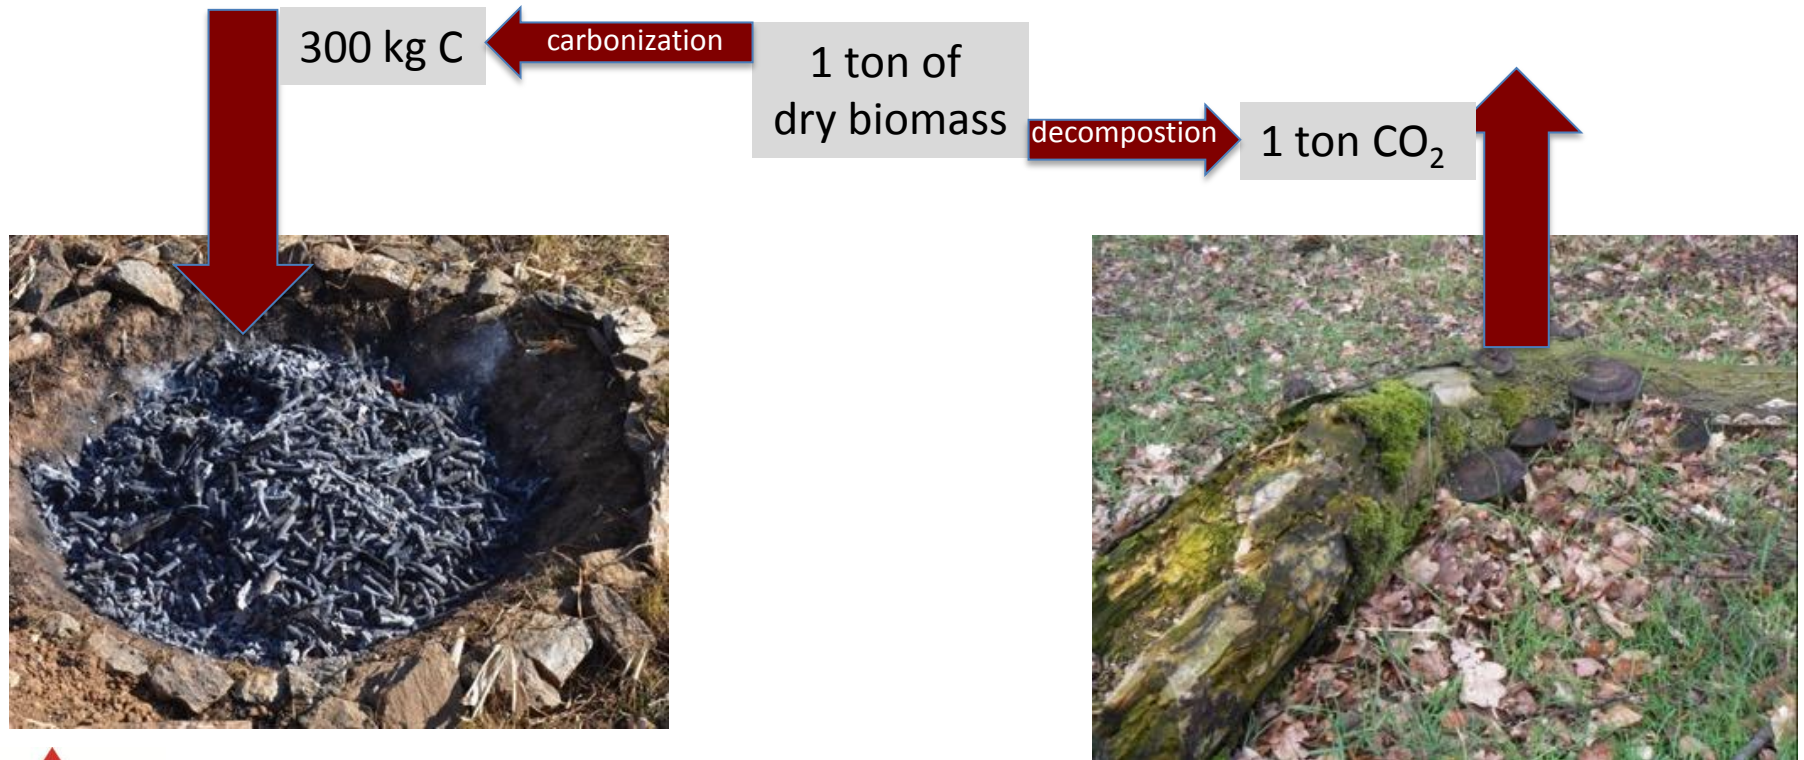 300 kg C
carbonization
1 ton of
dry biomass
decompostion
1 ton CO₂